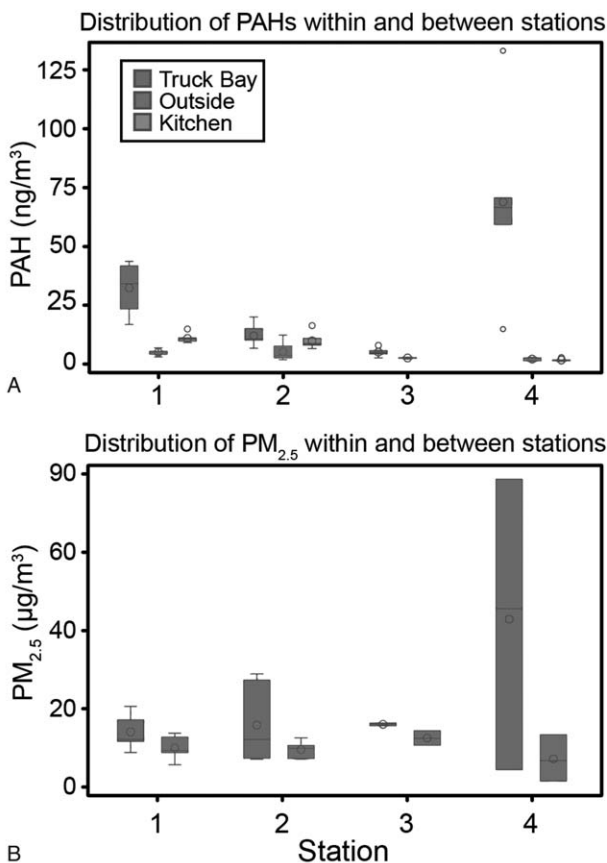 Distribution of PAHs within and between stations
125
100
75
50
25
0
PAH (ng/m³)
Truck Bay
Outside
Kitchen
1 2 3 4
A
Distribution of PM2.5 within and between stations
90
60
40
20
0
PM2.5 (µg/m³)
1 2 3 4
Station
B